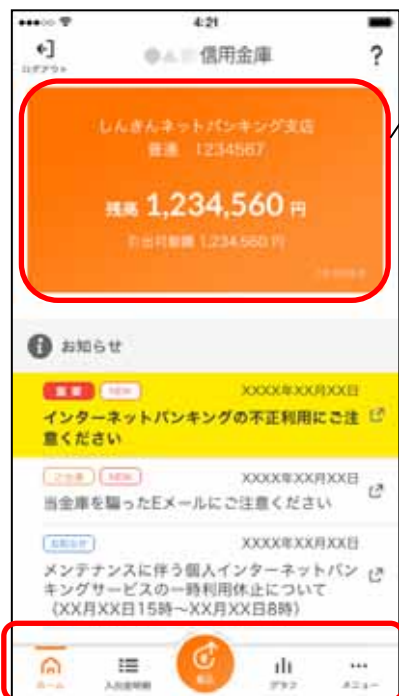 4:21
ログアウト
信用金庫
?
しんきんネットバンキング支店
普通 1234567
残高 1,234,560 円
引出可能額 1,234,560 円
お知らせ
重要 NEW XXXX年XX月XX日
インターネットバンキングの不正利用にご注
意ください
NEW XXXX年XX月XX日
当金庫を騙ったEメールにご注意ください
お知らせ XXXX年XX月XX日
メンテナンスに伴う個人インターネットバン
キングサービスの一時利用休止について
（XX月XX日15時～XX月XX日8時）
ホーム 入出金明細 振込 グラフ メニュー